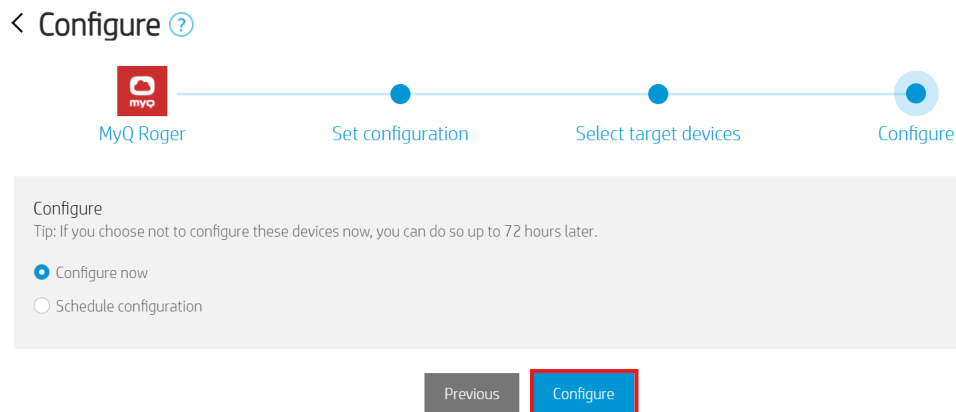 < Configure ?
myQ
MyQ Roger
Set configuration
Select target devices
Configure
Configure
Tip: If you choose not to configure these devices now, you can do so up to 72 hours later.
Configure now
Schedule configuration
Previous
Configure